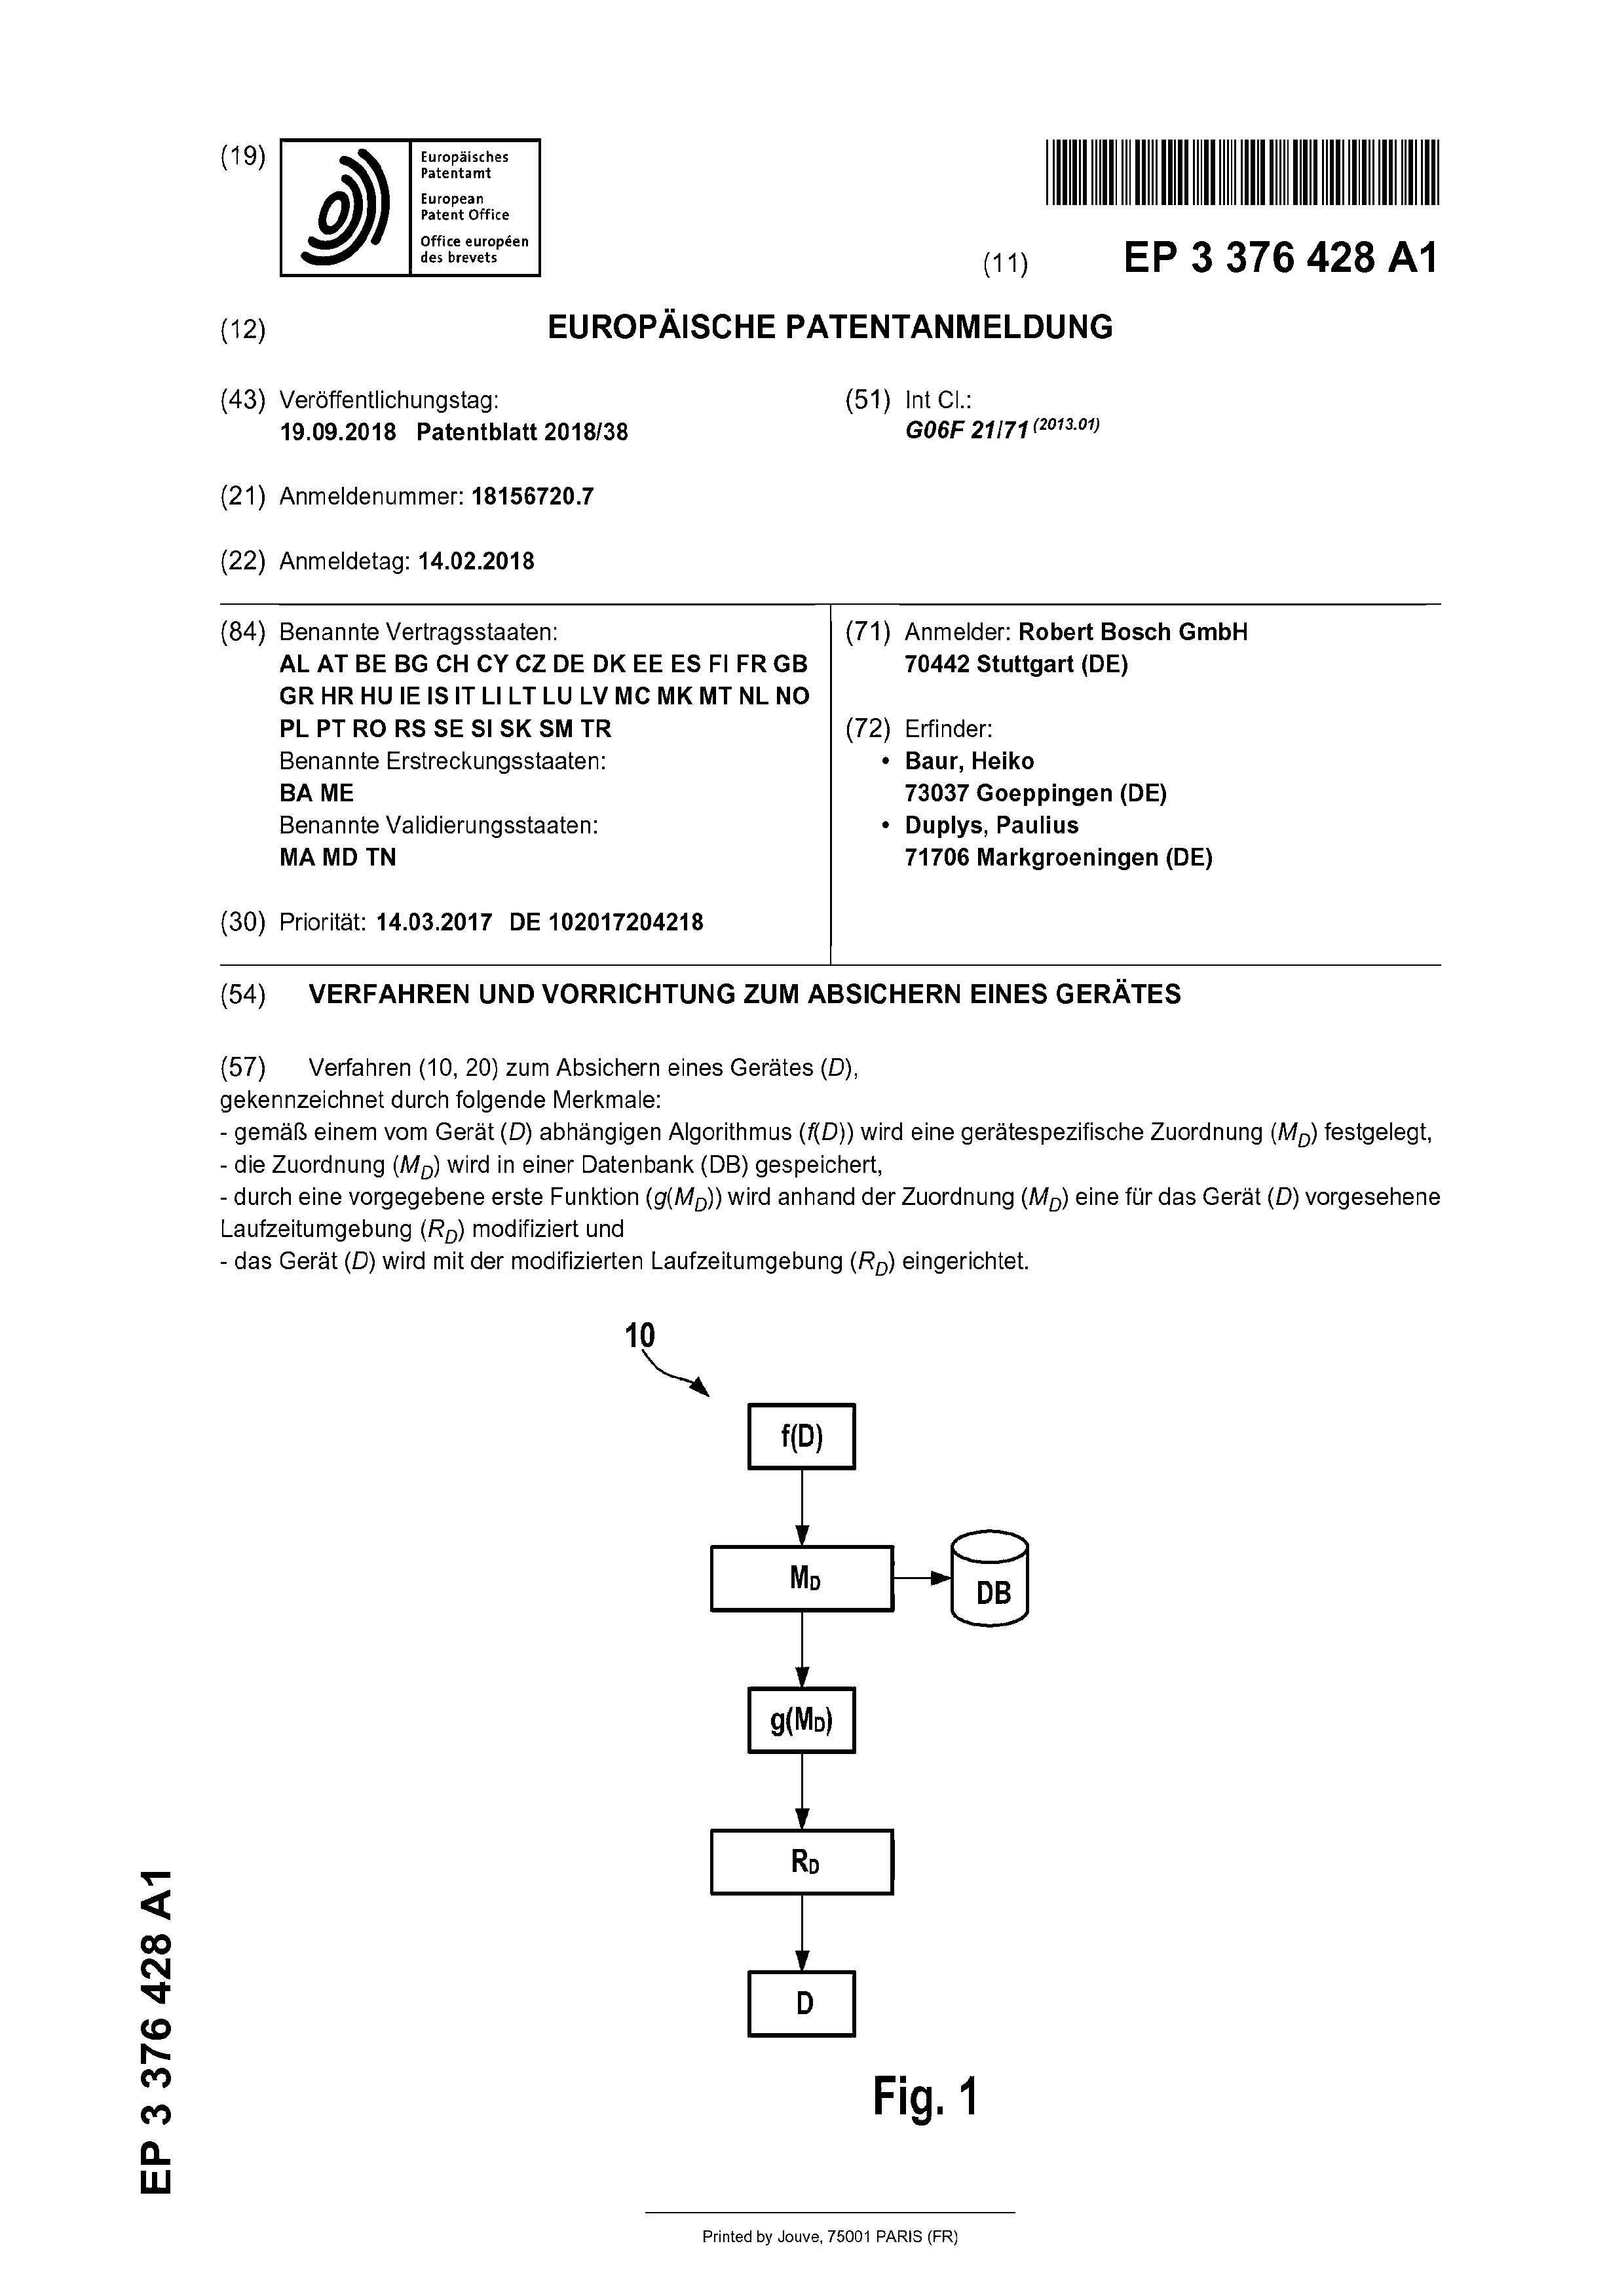 (19)
Europäisches
Patentamt
European
Patent Office
Office européen
des brevets
(11) EP 3 376 428 A1
(12) EUROPÄISCHE PATENTANMELDUNG
(43) Veröffentlichungstag:
19.09.2018 Patentblatt 2018/38
(51) Int Cl.:
G06F 21/71 (2013.01)
(21) Anmeldenummer: 18156720.7
(22) Anmeldetag: 14.02.2018
(84) Benannte Vertragsstaaten:
AL AT BE BG CH CY CZ DE DK EE ES FI FR GB
GR HR HU IE IS IT LI LT LU LV MC MK MT NL NO
PL PT RO RS SE SI SK SM TR
Benannte Erstreckungsstaaten:
BA ME
Benannte Validierungsstaaten:
MA MD TN
(30) Priorität: 14.03.2017 DE 102017204218
(71) Anmelder: Robert Bosch GmbH
70442 Stuttgart (DE)
(72) Erfinder:
• Baur, Heiko
73037 Goeppingen (DE)
• Duplys, Paulius
71706 Markgroeningen (DE)
(54) VERFAHREN UND VORRICHTUNG ZUM ABSICHERN EINES GERÄTES
(57) Verfahren (10, 20) zum Absichern eines Gerätes (D),
gekennzeichnet durch folgende Merkmale:
- gemäß einem vom Gerät (D) abhängigen Algorithmus (f(D)) wird eine gerätespezifische Zuordnung (MD) festgelegt,
- die Zuordnung (MD) wird in einer Datenbank (DB) gespeichert,
- durch eine vorgegebene erste Funktion (g(MD)) wird anhand der Zuordnung (MD) eine für das Gerät (D) vorgesehene
Laufzeitumgebung (RD) modifiziert und
- das Gerät (D) wird mit der modifizierten Laufzeitumgebung (RD) eingerichtet.
10
f(D)
MD
DB
g(MD)
RD
D
Fig. 1
EP 3 376 428 A1
Printed by Jouve, 75001 PARIS (FR)